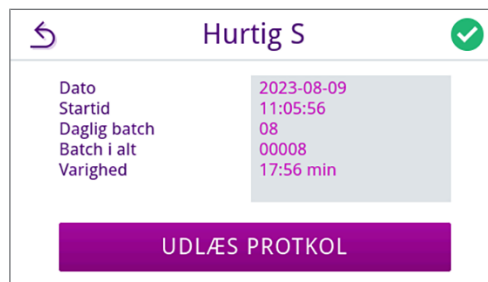 Hurtig S
Dato 2023-08-09
Startid 11:05:56
Daglig batch 08
Batch i alt 00008
Varighed 17:56 min
UDLÆS PROTKOL